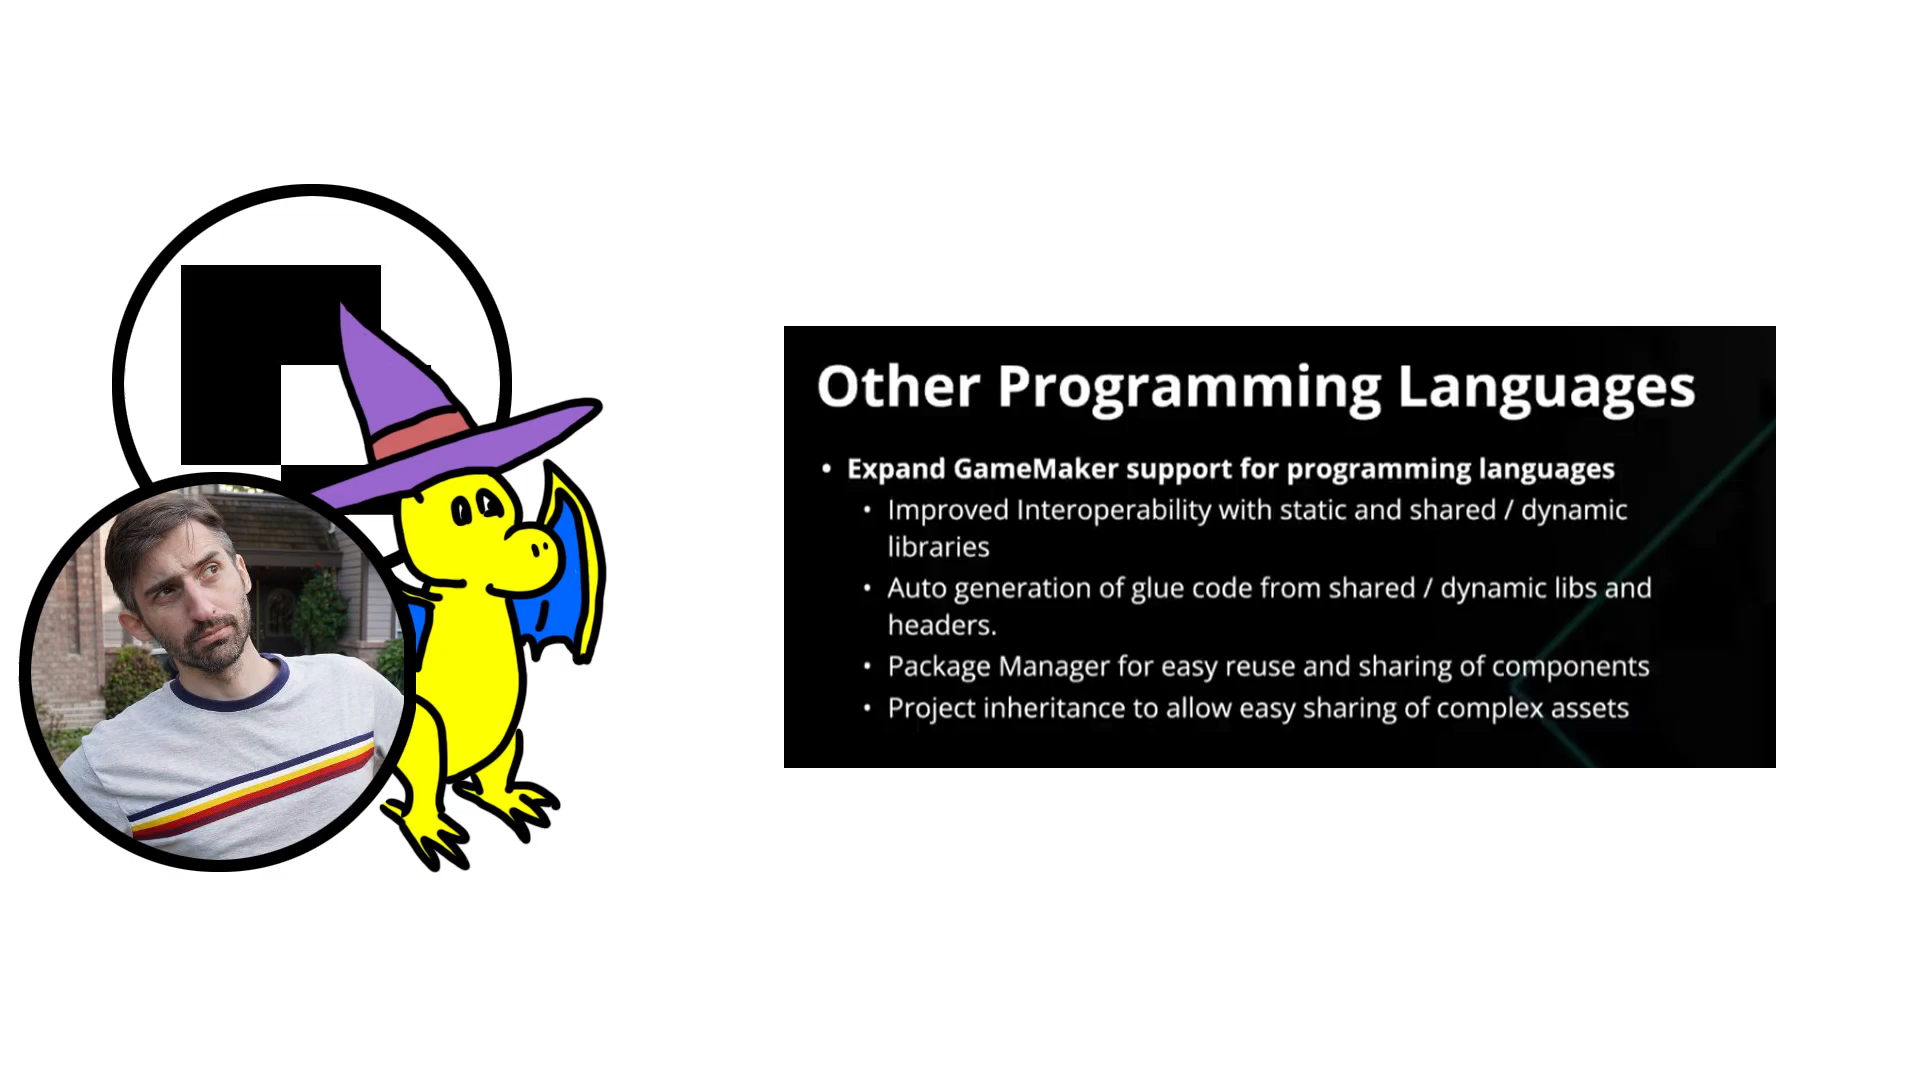 Other Programming Languages
• Expand GameMaker support for programming languages
• Improved Interoperability with static and shared / dynamic
libraries
• Auto generation of glue code from shared / dynamic libs and
headers.
• Package Manager for easy reuse and sharing of components
• Project inheritance to allow easy sharing of complex assets